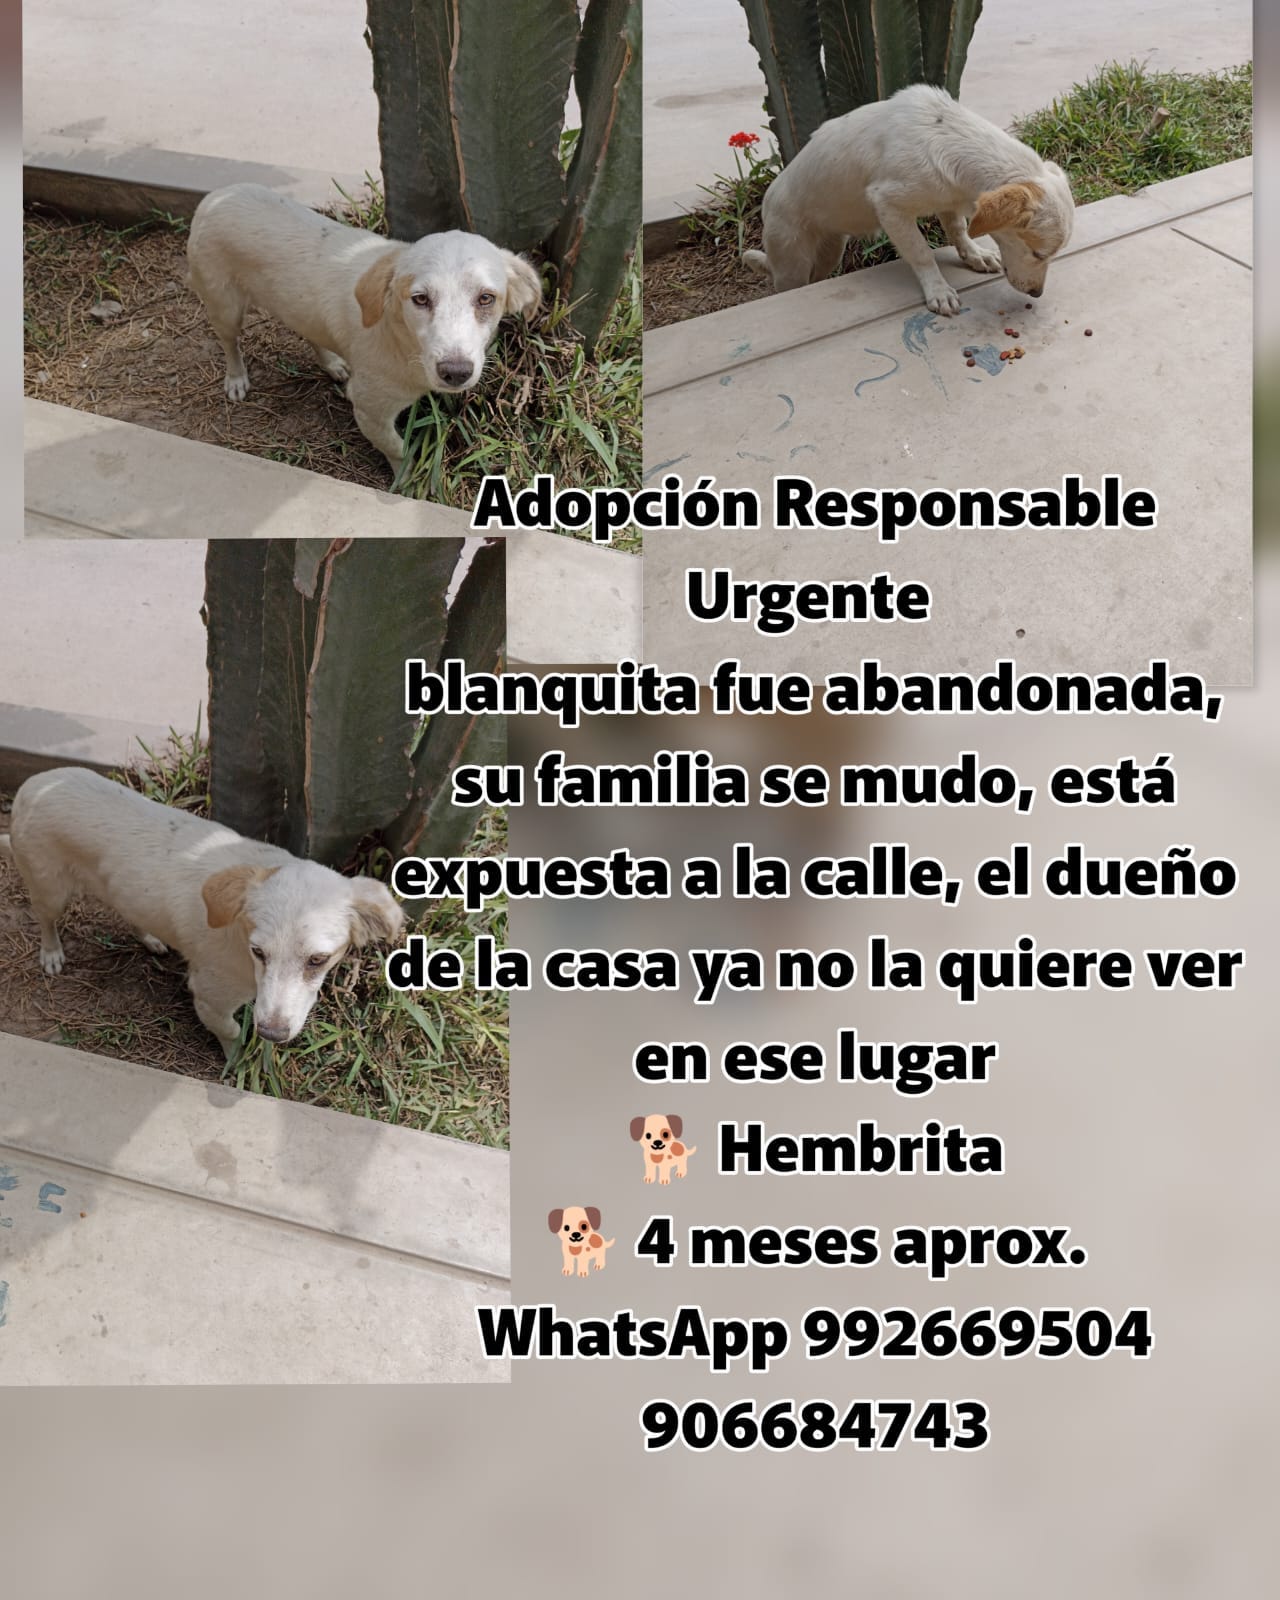 Adopción Responsable
Urgente
blanquita fue abandonada,
su familia se mudo, está
expuesta a la calle, el dueño
de la casa ya no la quiere ver
en ese lugar
🐕 Hembrita
🐕 4 meses aprox.
WhatsApp 992669504
906684743